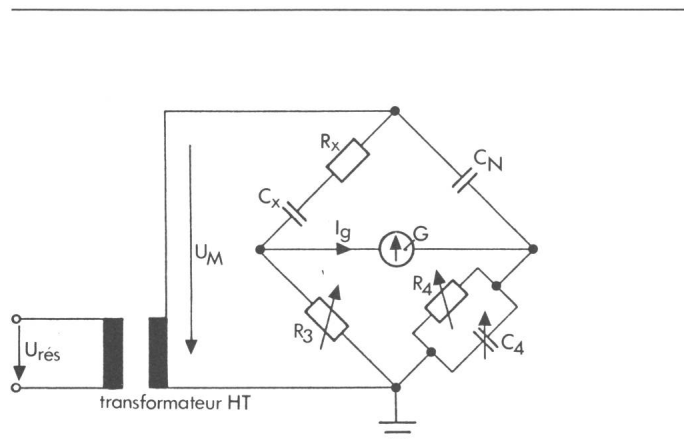 Rx
CN
Cx
Ig
G
UM
R4
R3
C4
Urés
transformateur HT